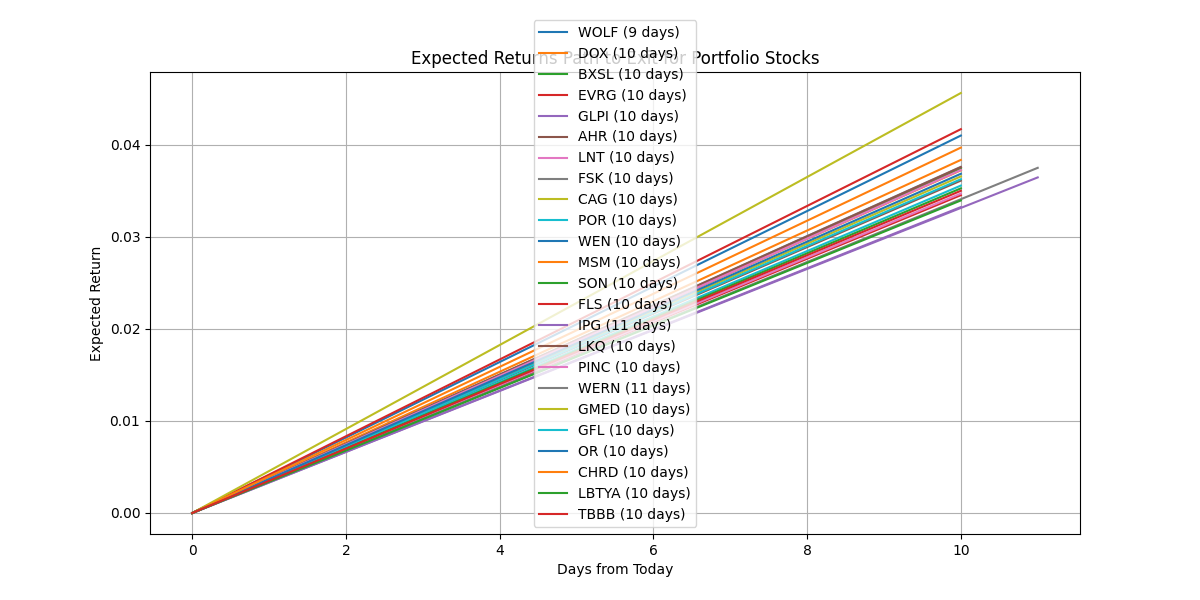 Expected Returns Path to Exit for Portfolio Stocks
WOLF (9 days)
DOX (10 days)
BXSL (10 days)
EVRG (10 days)
GLPI (10 days)
AHR (10 days)
LNT (10 days)
FSK (10 days)
CAG (10 days)
POR (10 days)
WEN (10 days)
MSM (10 days)
SON (10 days)
FLS (10 days)
IPG (11 days)
LKQ (10 days)
PINC (10 days)
WERN (11 days)
GMED (10 days)
GFL (10 days)
OR (10 days)
CHRD (10 days)
LBTYA (10 days)
TBBB (10 days)
Expected Return
0.04
0.03
0.02
0.01
0.00
0 2 4 6 8 10
Days from Today